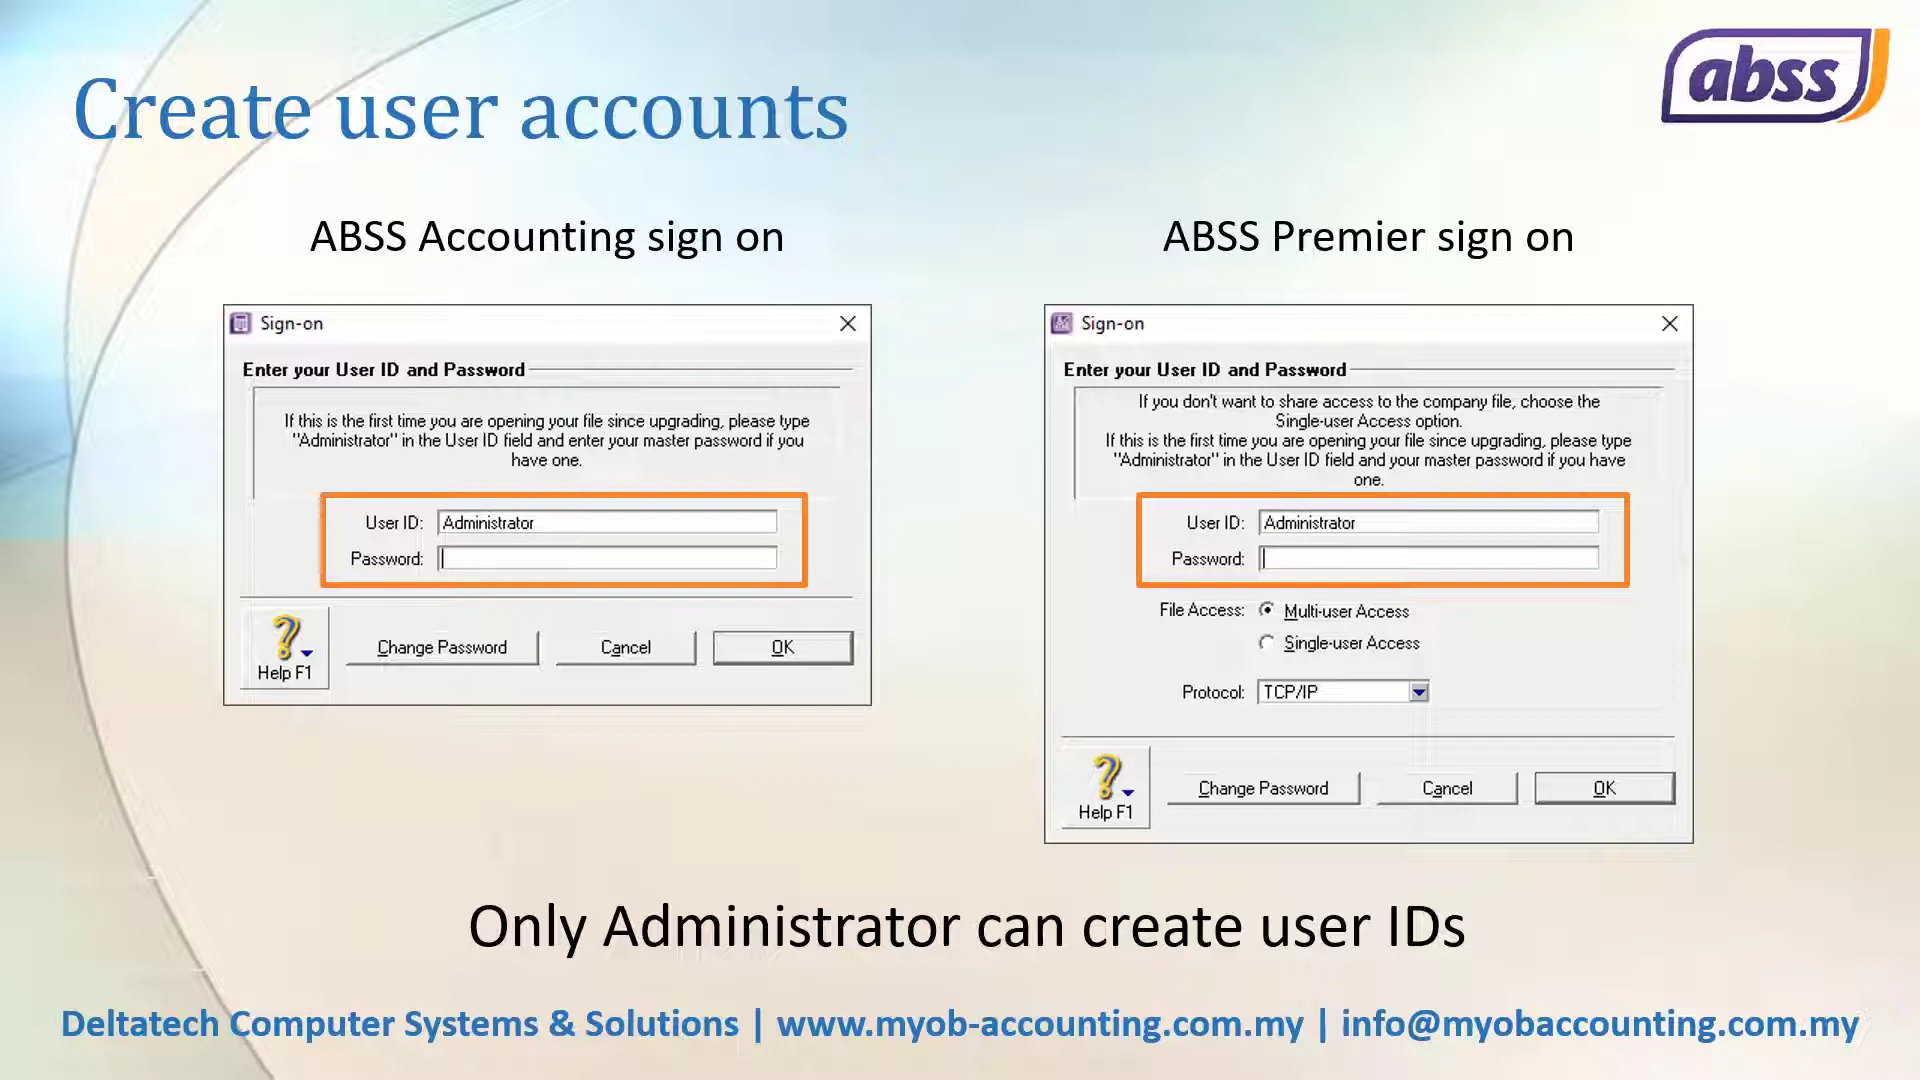 Create user accounts
abss
ABSS Accounting sign on
Sign-on
Enter your User ID and Password
If this is the first time you are opening your file since upgrading, please type
"Administrator" in the User ID field and enter your master password if you
have one.
User ID: Administrator
Password:
Help F1
Change Password
Cancel
OK
ABSS Premier sign on
Sign-on
Enter your User ID and Password
If you don't want to share access to the company file, choose the
Single-user Access option.
If this is the first time you are opening your file since upgrading, please type
"Administrator" in the User ID field and your master password if you have
one.
User ID: Administrator
Password:
File Access: Multi-user Access
Single-user Access
Protocol: TCP/IP
Help F1
Change Password
Cancel
OK
Only Administrator can create user IDs
Deltatech Computer Systems & Solutions | www.myob-accounting.com.my | info@myobaccounting.com.my